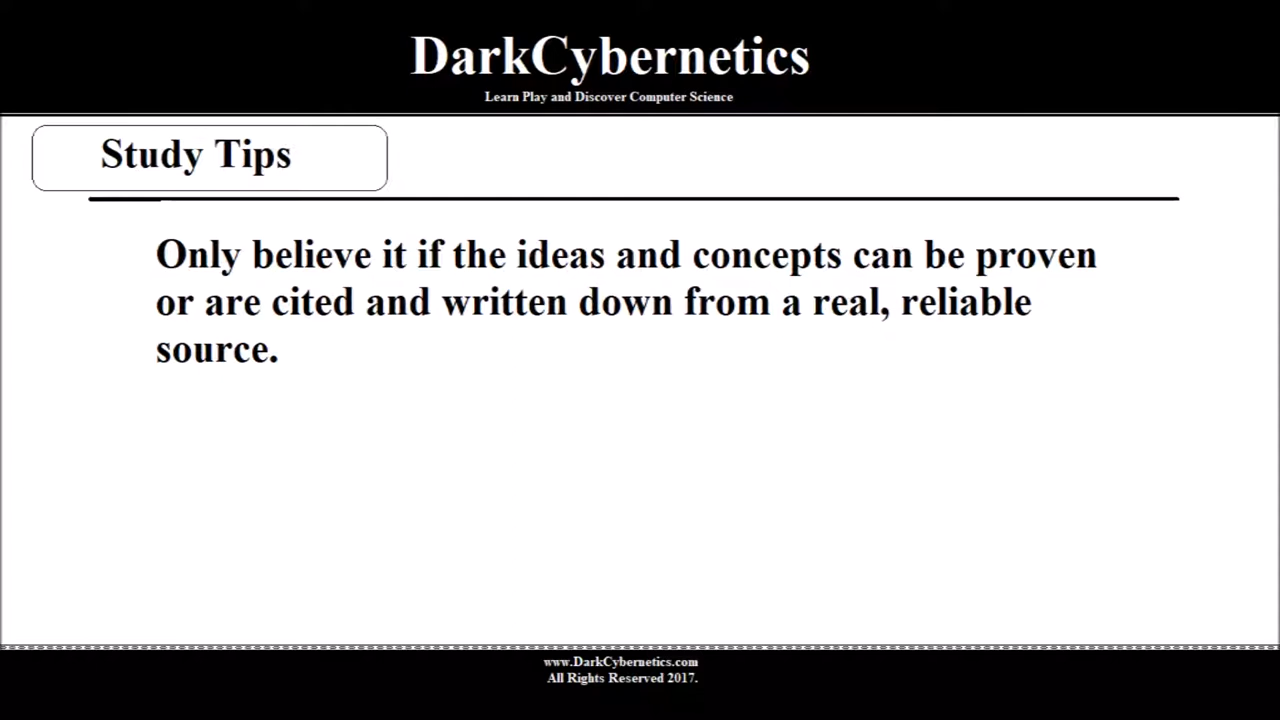 DarkCybernetics
Learn Play and Discover Computer Science
Study Tips
Only believe it if the ideas and concepts can be proven
or are cited and written down from a real, reliable
source.
www.DarkCybernetics.com
All Rights Reserved 2017.